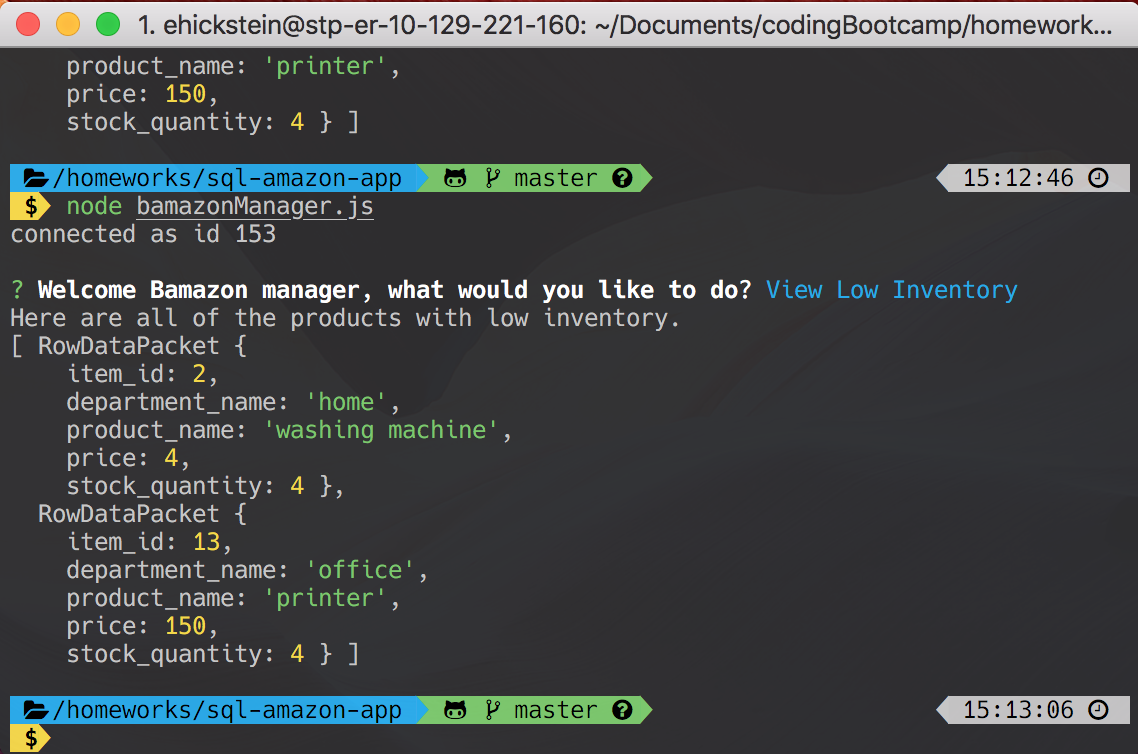 1. ehickstein@stp-er-10-129-221-160: ~/Documents/codingBootcamp/homework...
product_name: 'printer',
price: 150,
stock_quantity: 4 } ]
/homeworks/sql-amazon-app master ? 15:12:46
$ node bamazonManager.js
connected as id 153
? Welcome Bamazon manager, what would you like to do? View Low Inventory
Here are all of the products with low inventory.
[ RowDataPacket {
item_id: 2,
department_name: 'home',
product_name: 'washing machine',
price: 4,
stock_quantity: 4 },
RowDataPacket {
item_id: 13,
department_name: 'office',
product_name: 'printer',
price: 150,
stock_quantity: 4 } ]
/homeworks/sql-amazon-app master ? 15:13:06
$